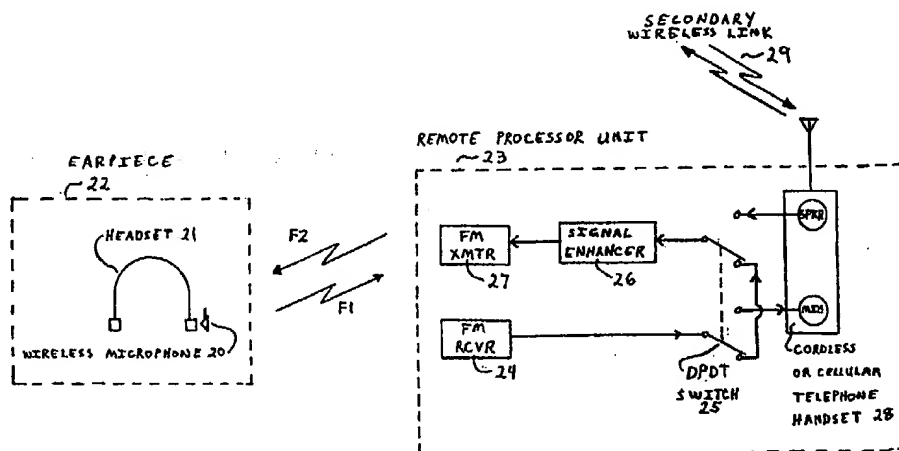 SECONDARY
WIRELESS LINK
29
REMOTE PROCESSOR UNIT
23
EARPIECE
22
HEADSET 21
F2
F1
WIRELESS MICROPHONE 20
FM
XMTR
27
SIGNAL
ENHANCER
26
SPKR
MIC
FM
RCVR
24
DPDT
SWITCH
25
CORDLESS
OR CELLULAR
TELEPHONE
HANDSET 28